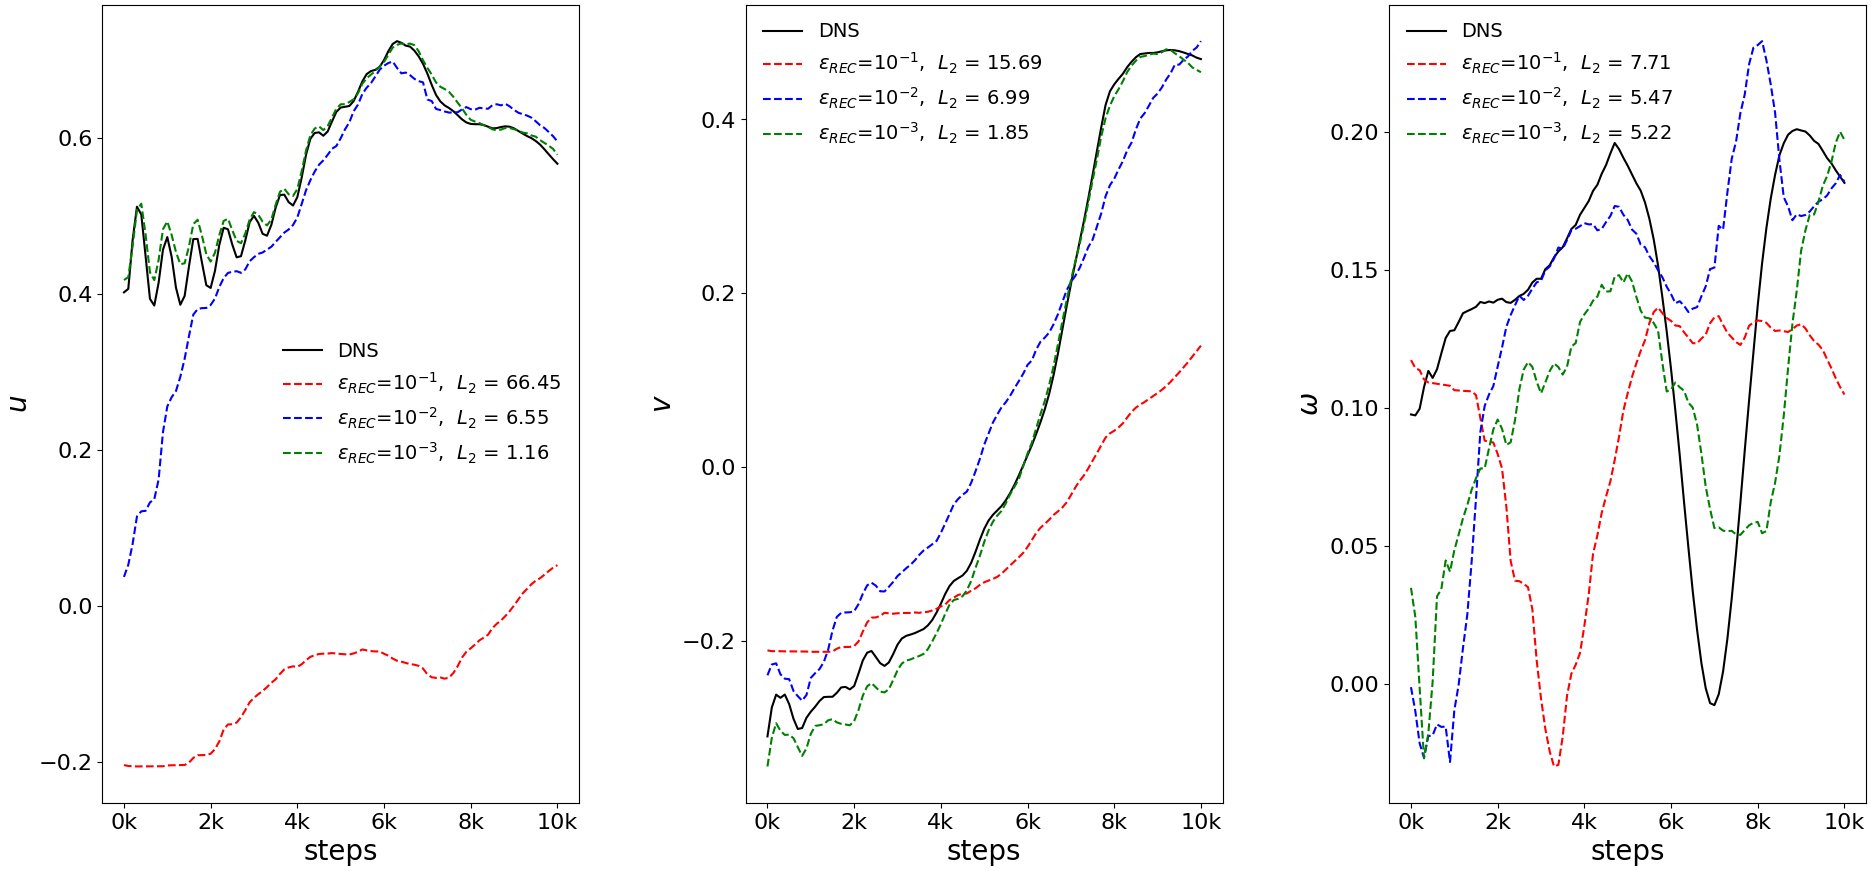 u
0.6
0.4
0.2
0.0
−0.2
DNS
ε_REC=10^−1, L_2 = 66.45
ε_REC=10^−2, L_2 = 6.55
ε_REC=10^−3, L_2 = 1.16
0k 2k 4k 6k 8k 10k
steps
v
0.4
0.2
0.0
−0.2
DNS
ε_REC=10^−1, L_2 = 15.69
ε_REC=10^−2, L_2 = 6.99
ε_REC=10^−3, L_2 = 1.85
0k 2k 4k 6k 8k 10k
steps
ω
0.20
0.15
0.10
0.05
0.00
DNS
ε_REC=10^−1, L_2 = 7.71
ε_REC=10^−2, L_2 = 5.47
ε_REC=10^−3, L_2 = 5.22
0k 2k 4k 6k 8k 10k
steps